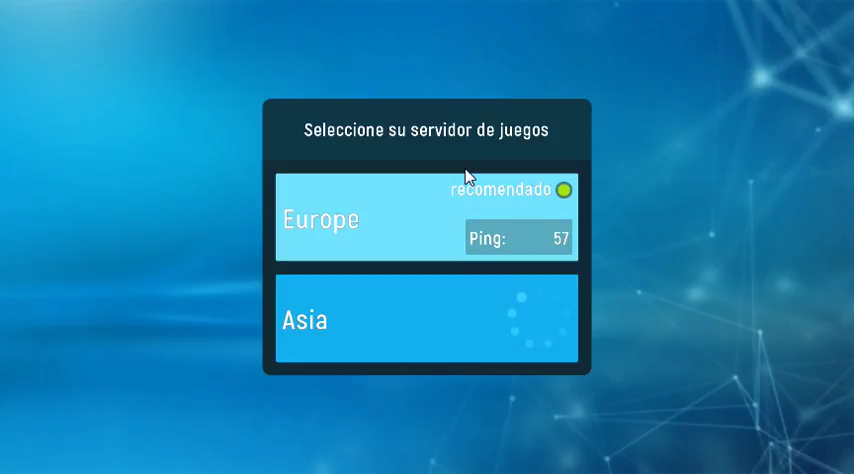 Seleccione su servidor de juegos
recomendado
Europe
Ping: 57
Asia